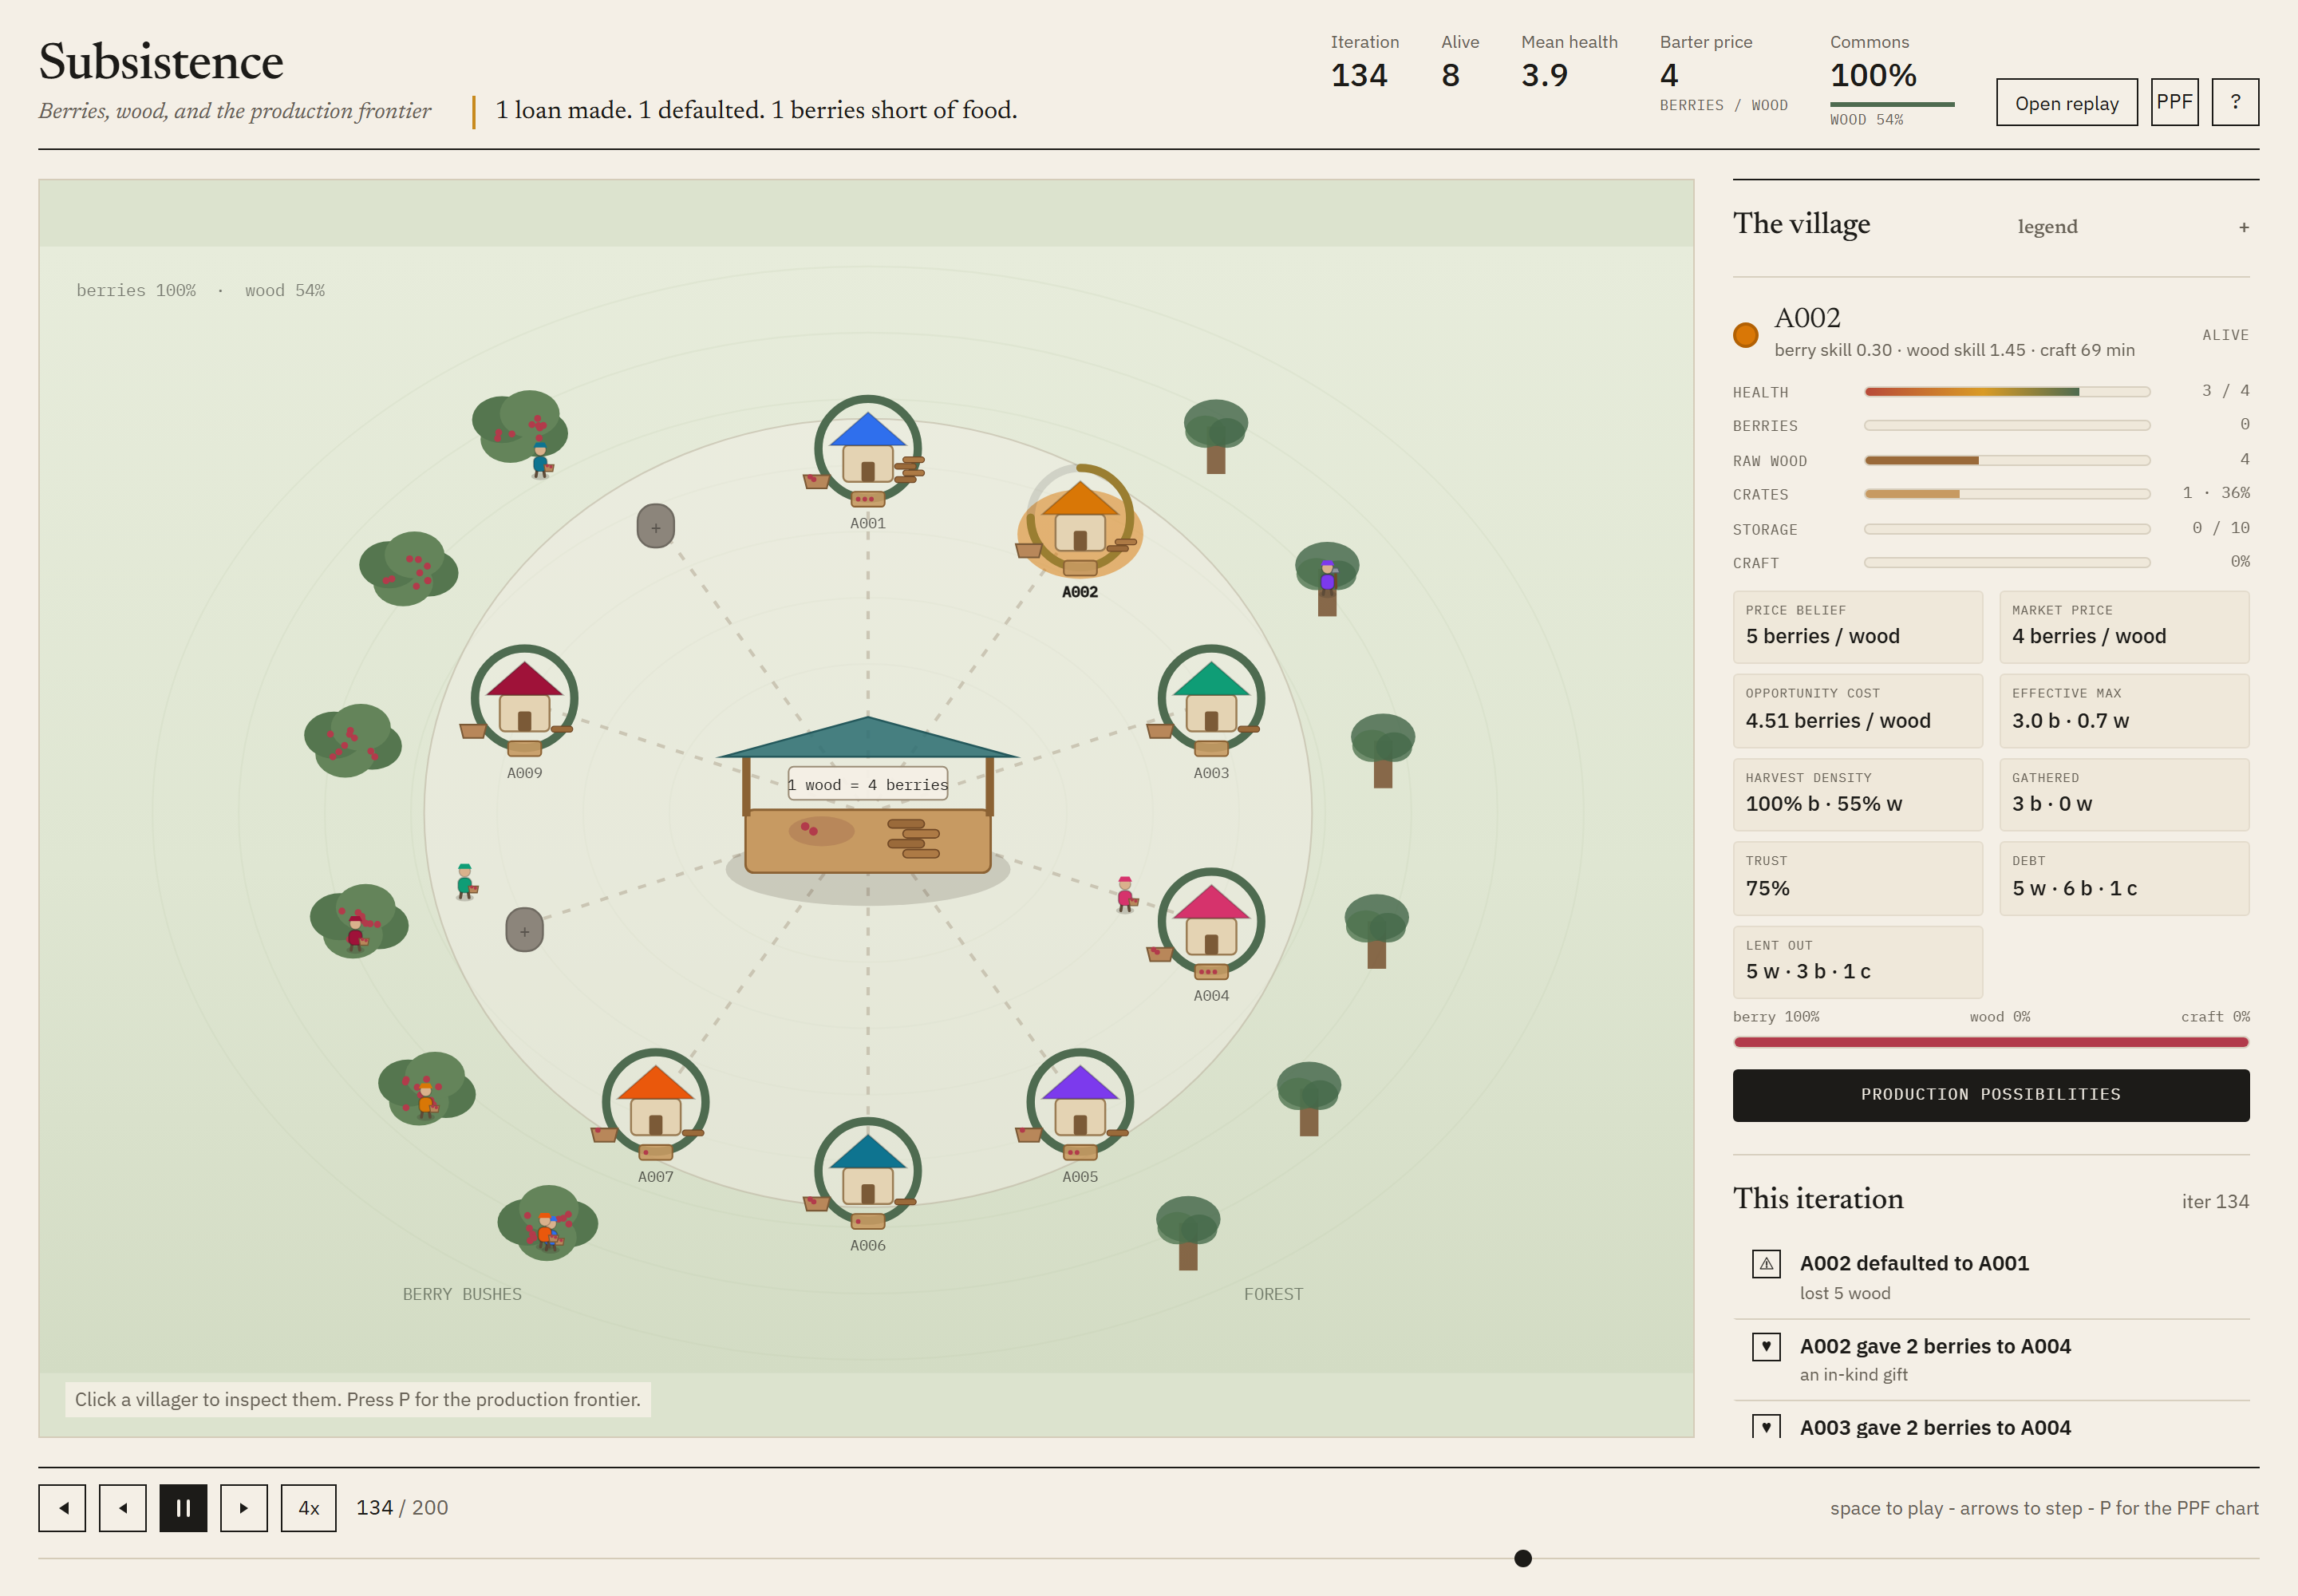 Subsistence
Berries, wood, and the production frontier
1 loan made. 1 defaulted. 1 berries short of food.
Iteration
134
Alive
8
Mean health
3.9
Barter price
4
BERRIES / WOOD
Commons
100%
WOOD 54%
Open replay
PPF
?
berries 100% · wood 54%
A001
A002
A009
A003
1 wood = 4 berries
+
+
A004
A007
A006
A005
BERRY BUSHES
FOREST
Click a villager to inspect them. Press P for the production frontier.
The village
legend
+
A002
berry skill 0.30 · wood skill 1.45 · craft 69 min
ALIVE
HEALTH 3 / 4
BERRIES 0
RAW WOOD 4
CRATES 1 · 36%
STORAGE 0 / 10
CRAFT 0%
PRICE BELIEF
5 berries / wood
MARKET PRICE
4 berries / wood
OPPORTUNITY COST
4.51 berries / wood
EFFECTIVE MAX
3.0 b · 0.7 w
HARVEST DENSITY
100% b · 55% w
GATHERED
3 b · 0 w
TRUST
75%
DEBT
5 w · 6 b · 1 c
LENT OUT
5 w · 3 b · 1 c
berry 100% wood 0% craft 0%
PRODUCTION POSSIBILITIES
This iteration
iter 134
A002 defaulted to A001
lost 5 wood
A002 gave 2 berries to A004
an in-kind gift
A003 gave 2 berries to A004
4x
134 / 200
space to play - arrows to step - P for the PPF chart